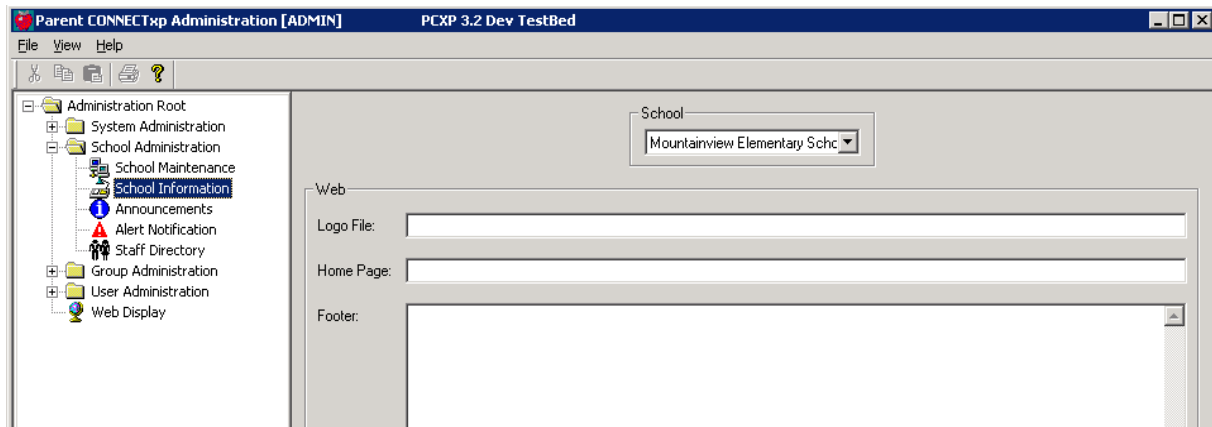 Parent CONNECTxp Administration [ADMIN] PCXP 3.2 Dev TestBed
File View Help
Administration Root
System Administration
School Administration
School Maintenance
School Information
Announcements
Alert Notification
Staff Directory
Group Administration
User Administration
Web Display
School
Mountainview Elementary Schc
Web
Logo File:
Home Page:
Footer: